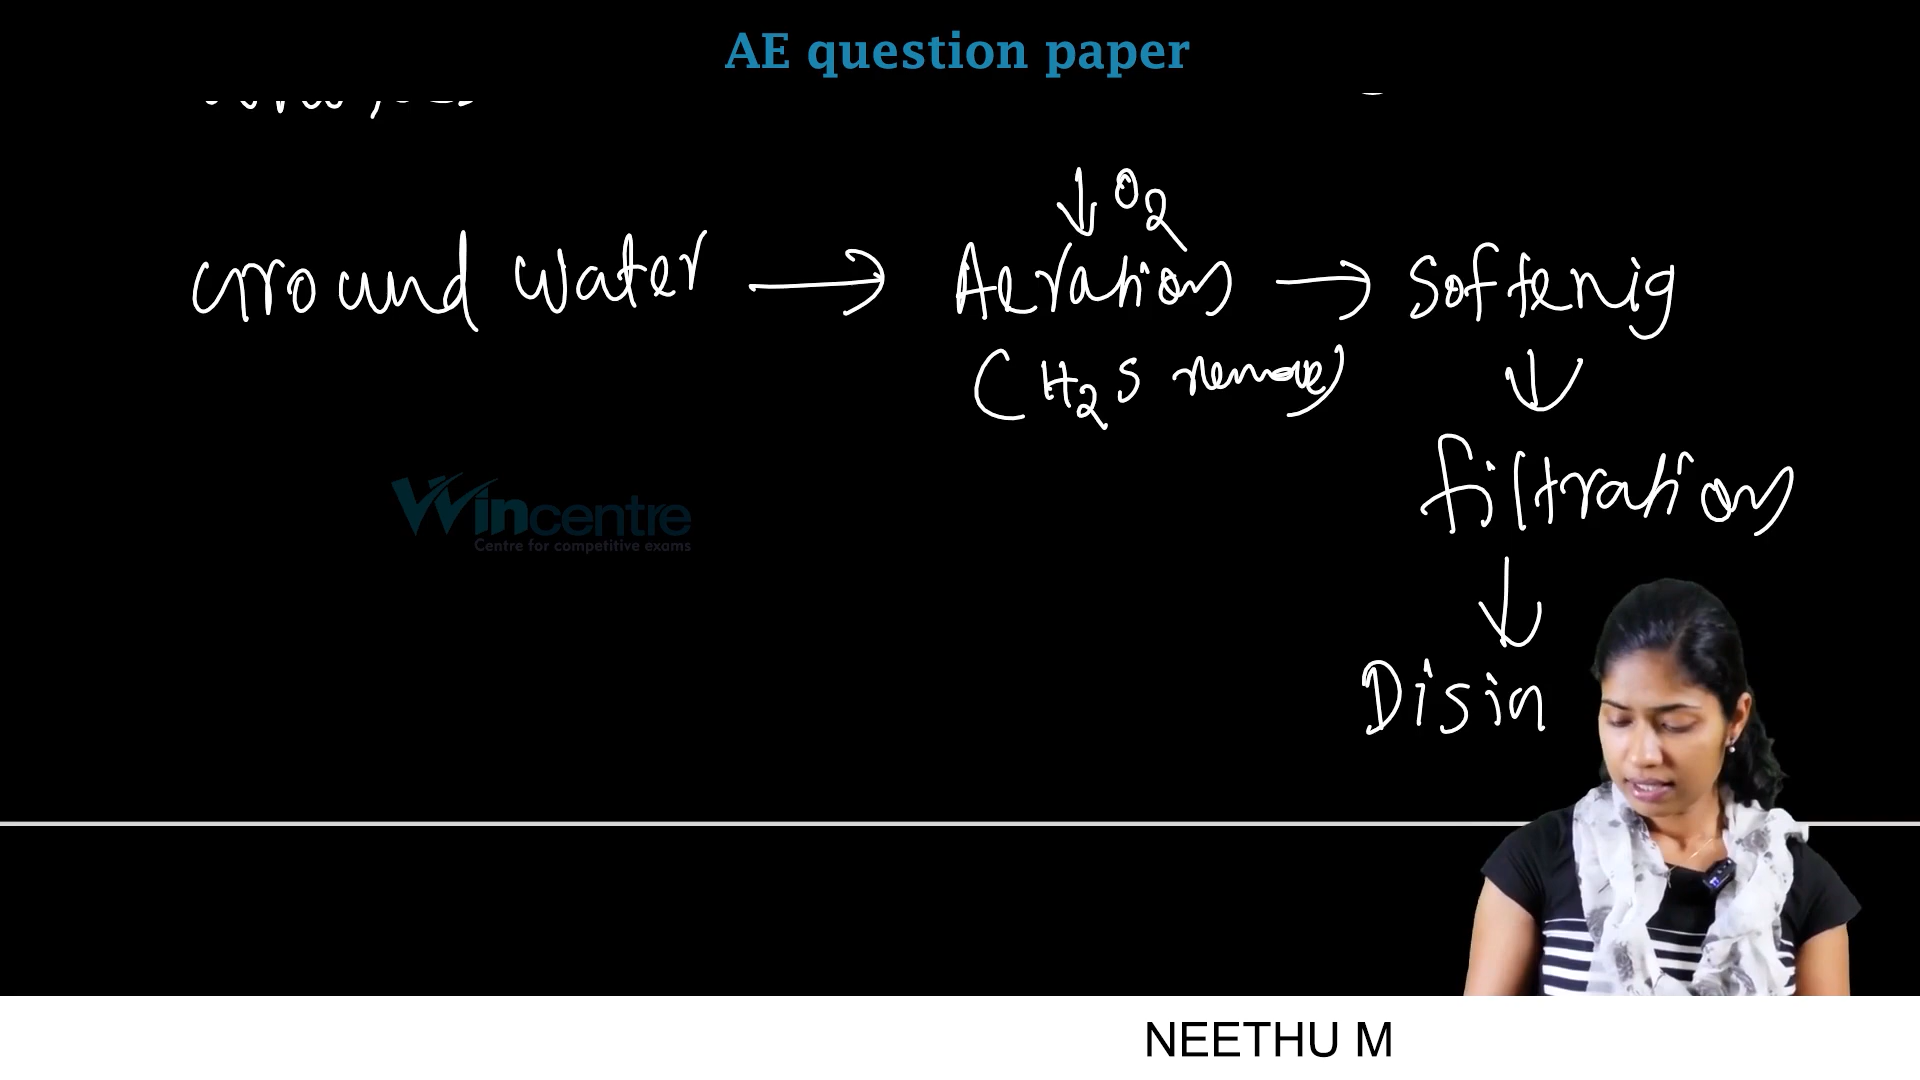 AE question paper
↓ O2
Ground water → Aeration → Softenig
(H2S remove)
↓
filtration
↓
Disin
Wincentre
Centre for competitive exams
NEETHU M